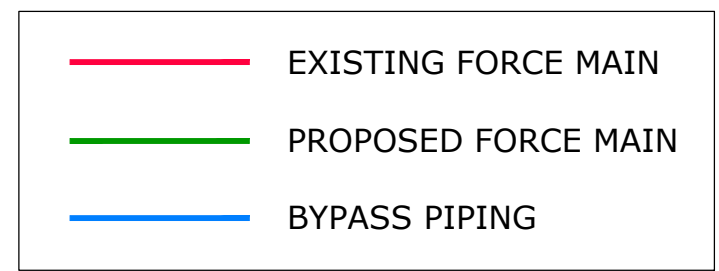 EXISTING FORCE MAIN
PROPOSED FORCE MAIN
BYPASS PIPING